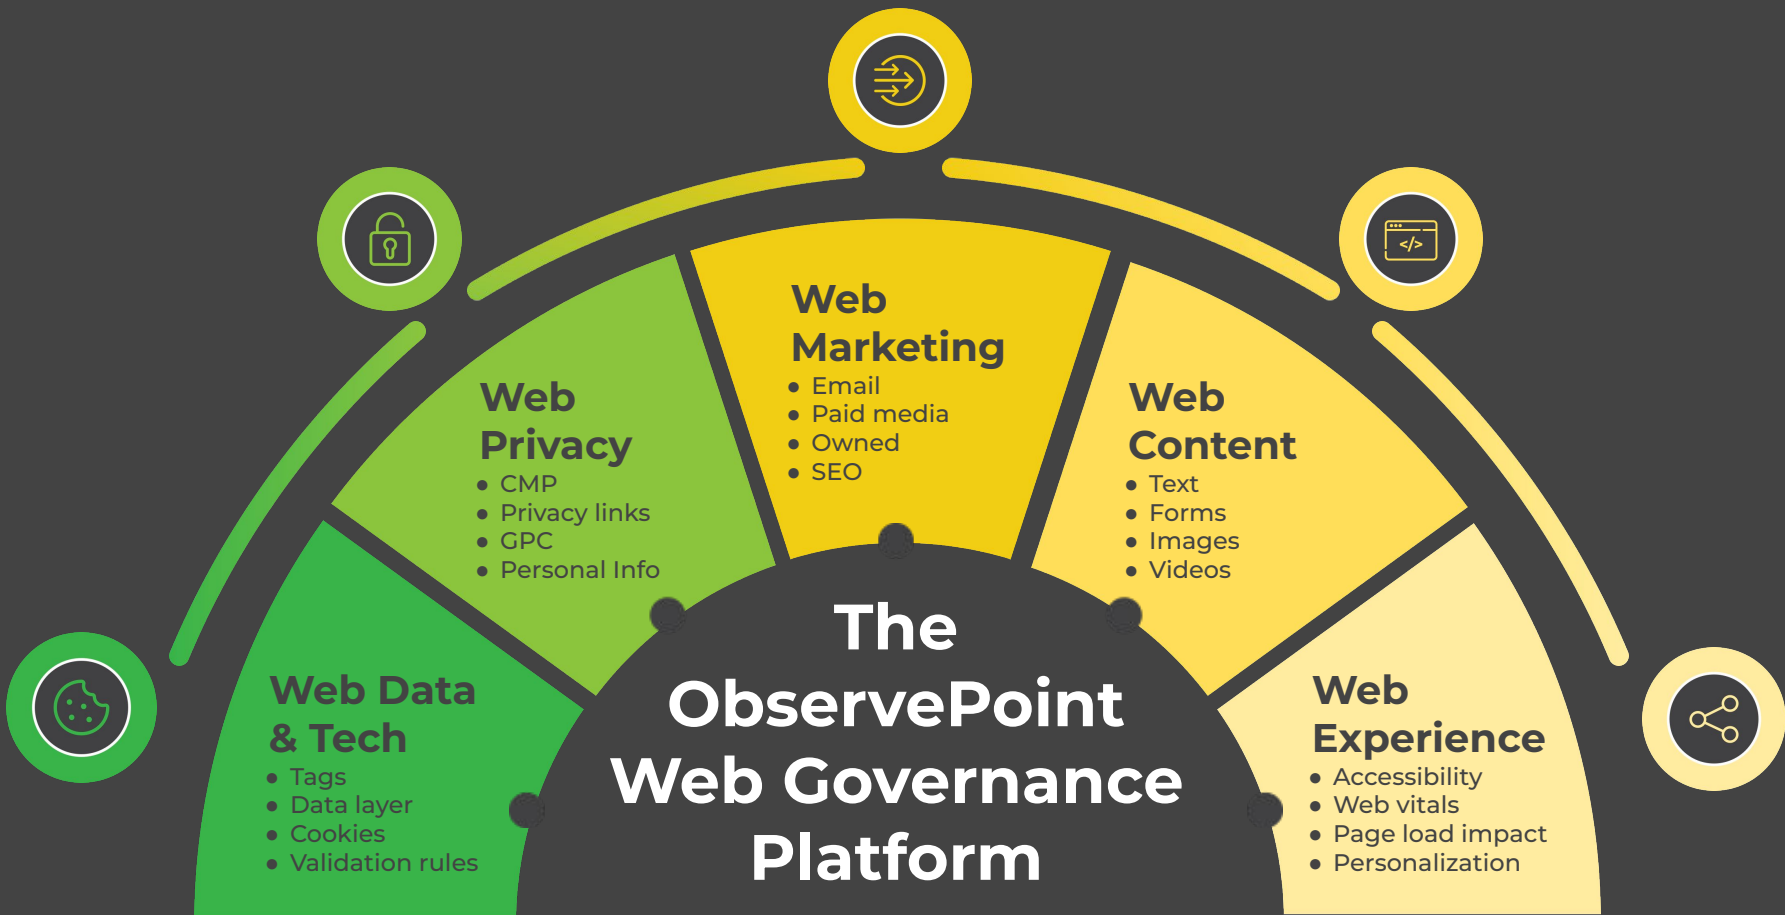 Web Data
& Tech
• Tags
• Data layer
• Cookies
• Validation rules
Web
Privacy
• CMP
• Privacy links
• GPC
• Personal Info
Web
Marketing
• Email
• Paid media
• Owned
• SEO
</>
Web
Content
• Text
• Forms
• Images
• Videos
Web
Experience
• Accessibility
• Web vitals
• Page load impact
• Personalization
The
ObservePoint
Web Governance
Platform